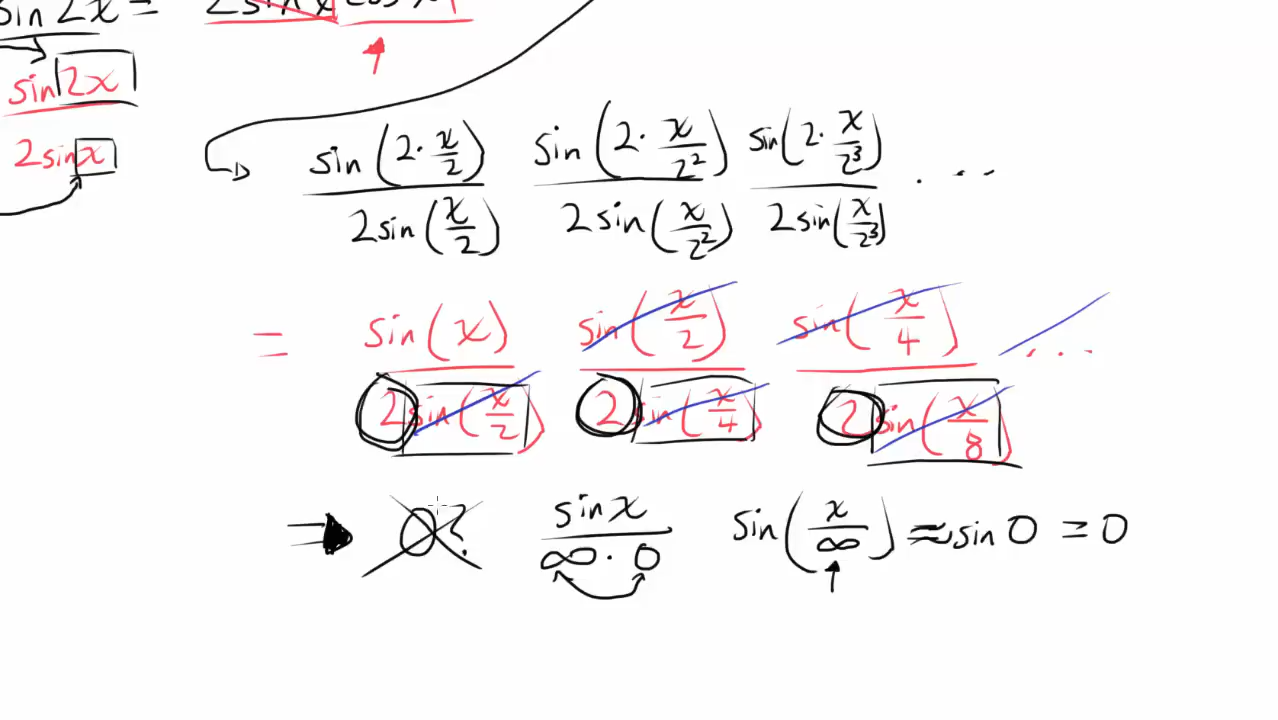 sin 2x = 2sin x cos x
sin 2x
2sin x
sin(2·x/2) / 2sin(x/2) sin(2·x/2²) / 2sin(x/2²) sin(2·x/2³) / 2sin(x/2³) ....
= sin(x) / 2sin(x/2) sin(x/2) / 2sin(x/4) sin(x/4) / 2sin(x/8) ....
⇒ 0? sin x / ∞·0 sin(x/∞) ≈ sin 0 = 0